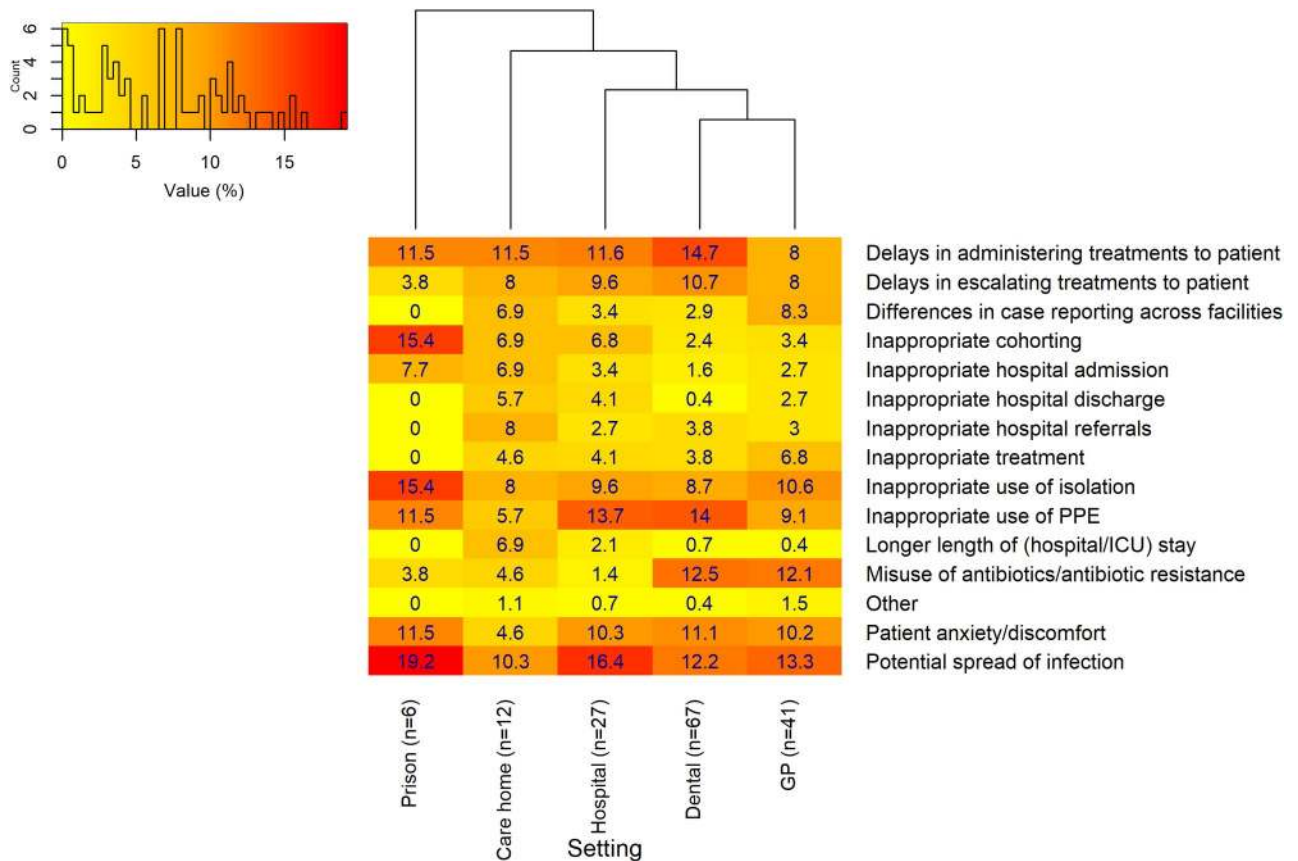 6
4
2
0
Count
0 5 10 15
Value (%)
11.5 11.5 11.6 14.7 8 Delays in administering treatments to patient
3.8 8 9.6 10.7 8 Delays in escalating treatments to patient
0 6.9 3.4 2.9 8.3 Differences in case reporting across facilities
15.4 6.9 6.8 2.4 3.4 Inappropriate cohorting
7.7 6.9 3.4 1.6 2.7 Inappropriate hospital admission
0 5.7 4.1 0.4 2.7 Inappropriate hospital discharge
0 8 2.7 3.8 3 Inappropriate hospital referrals
0 4.6 4.1 3.8 6.8 Inappropriate treatment
15.4 8 9.6 8.7 10.6 Inappropriate use of isolation
11.5 5.7 13.7 14 9.1 Inappropriate use of PPE
0 6.9 2.1 0.7 0.4 Longer length of (hospital/ICU) stay
3.8 4.6 1.4 12.5 12.1 Misuse of antibiotics/antibiotic resistance
0 1.1 0.7 0.4 1.5 Other
11.5 4.6 10.3 11.1 10.2 Patient anxiety/discomfort
19.2 10.3 16.4 12.2 13.3 Potential spread of infection
Prison (n=6)
Care home (n=12)
Hospital (n=27)
Dental (n=67)
GP (n=41)
Setting